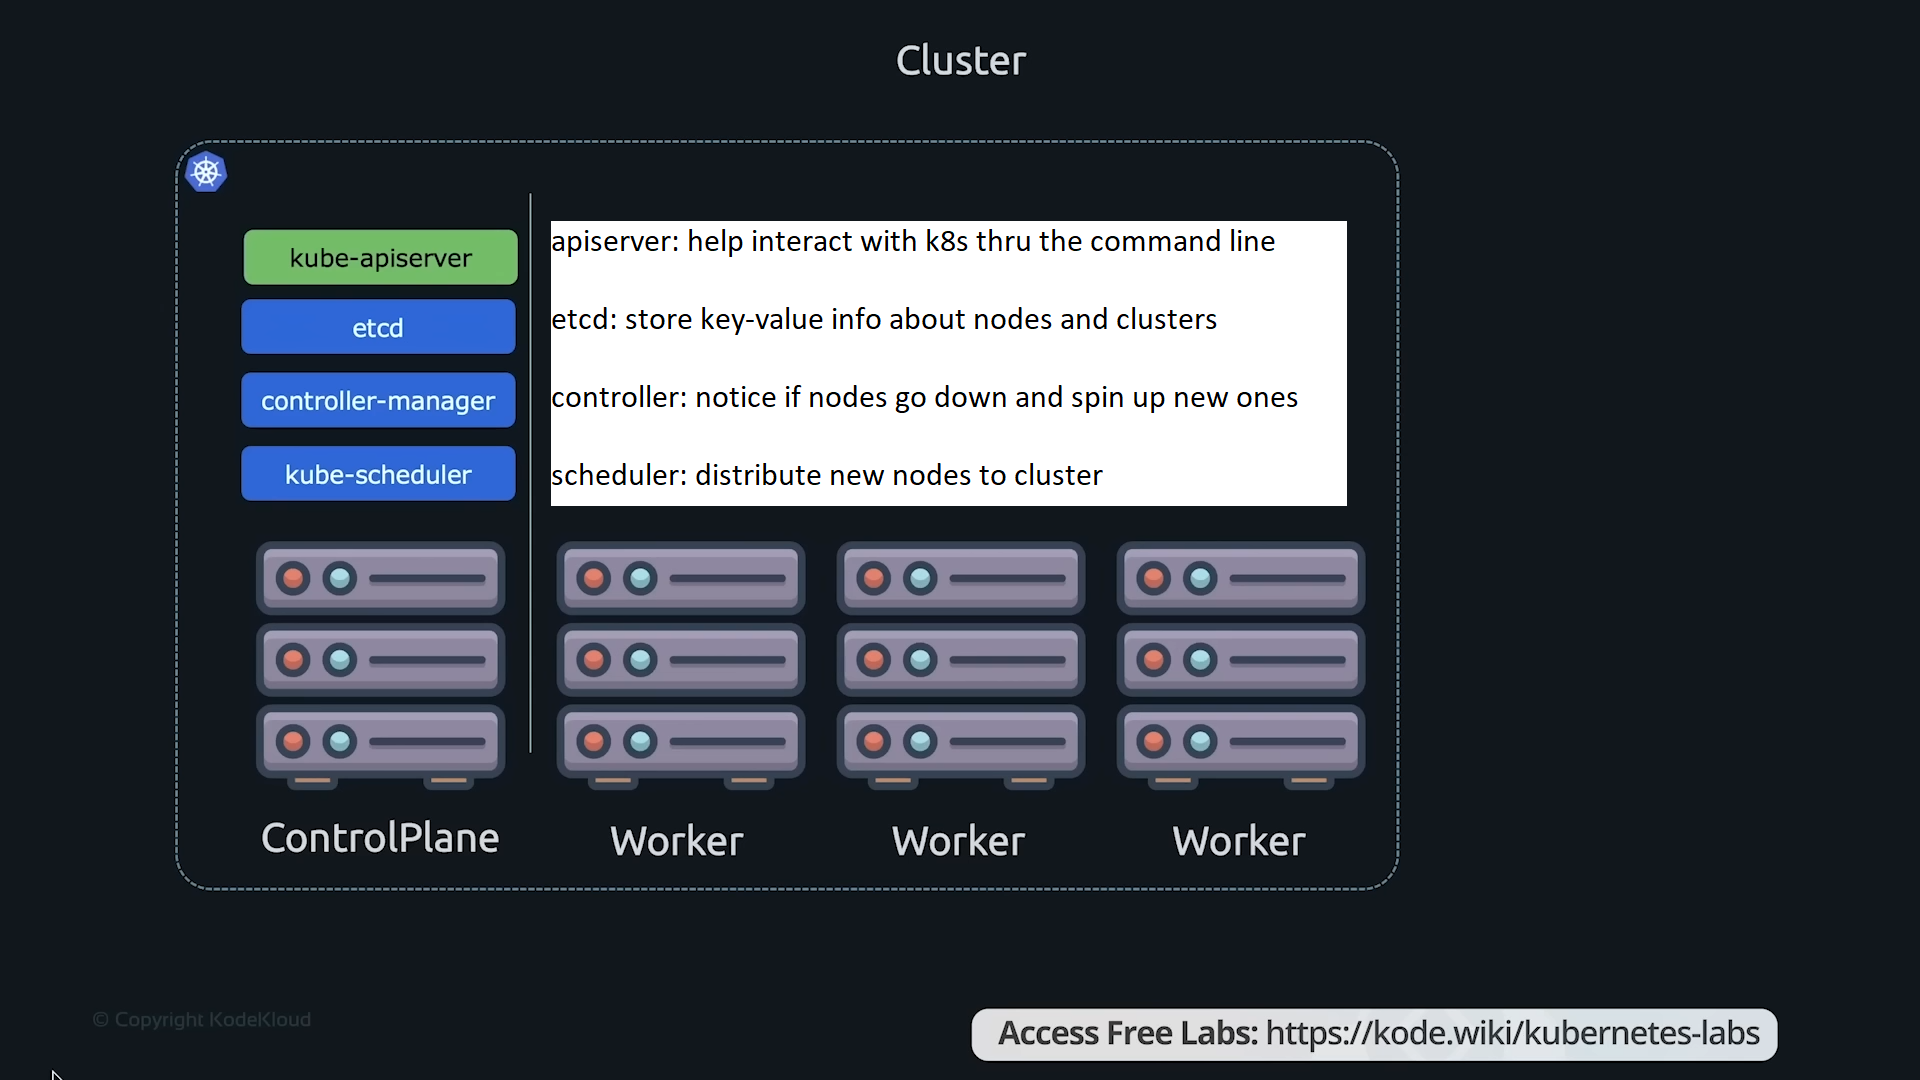 Cluster
kube-apiserver
apiserver: help interact with k8s thru the command line
etcd
etcd: store key-value info about nodes and clusters
controller-manager
controller: notice if nodes go down and spin up new ones
kube-scheduler
scheduler: distribute new nodes to cluster
ControlPlane
Worker
Worker
Worker
© Copyright KodeKloud
Access Free Labs: https://kode.wiki/kubernetes-labs